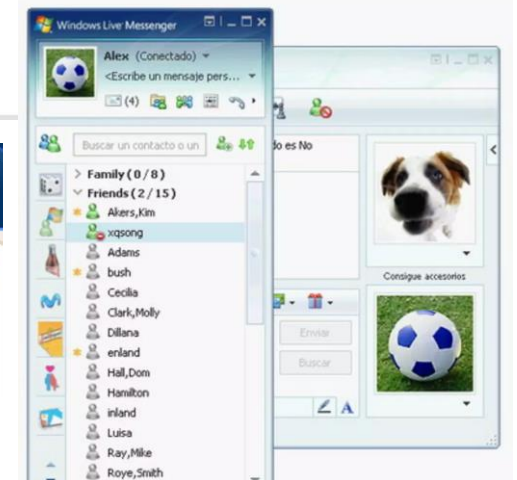 Windows Live Messenger
Alex (Conectado)
<Escribe un mensaje pers...
(4)
Buscar un contacto o un
Family (0/8)
Friends (2/15)
Akers,Kim
xqsong
Adams
bush
Cecilia
Clark,Molly
Dillana
enland
Hall,Dom
Hamilton
inland
Luisa
Ray,Mike
Roye,Smith
do es No
Consigue accesorios
Enviar
Buscar
A